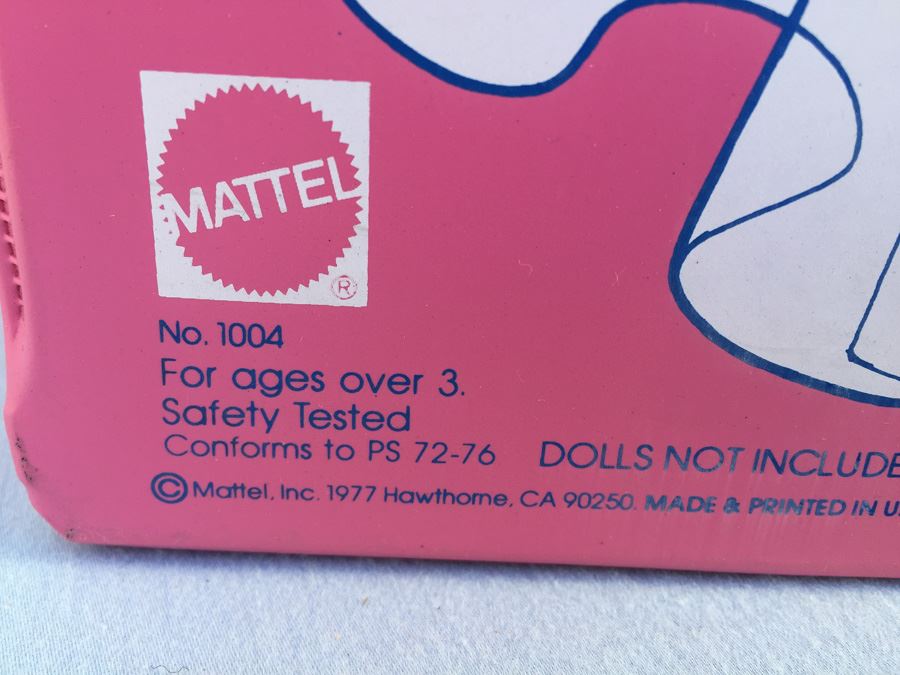 MATTEL
®
No. 1004
For ages over 3.
Safety Tested
Conforms to PS 72-76 DOLLS NOT INCLUDE
© Mattel, Inc. 1977 Hawthorne, CA 90250. MADE & PRINTED IN U.